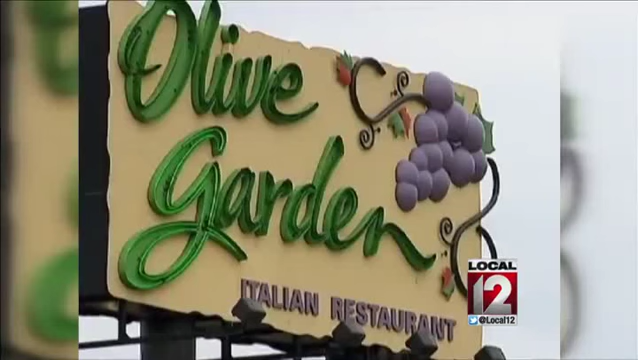 Olive
Garden
ITALIAN RESTAURANT
LOCAL
12
@Local12